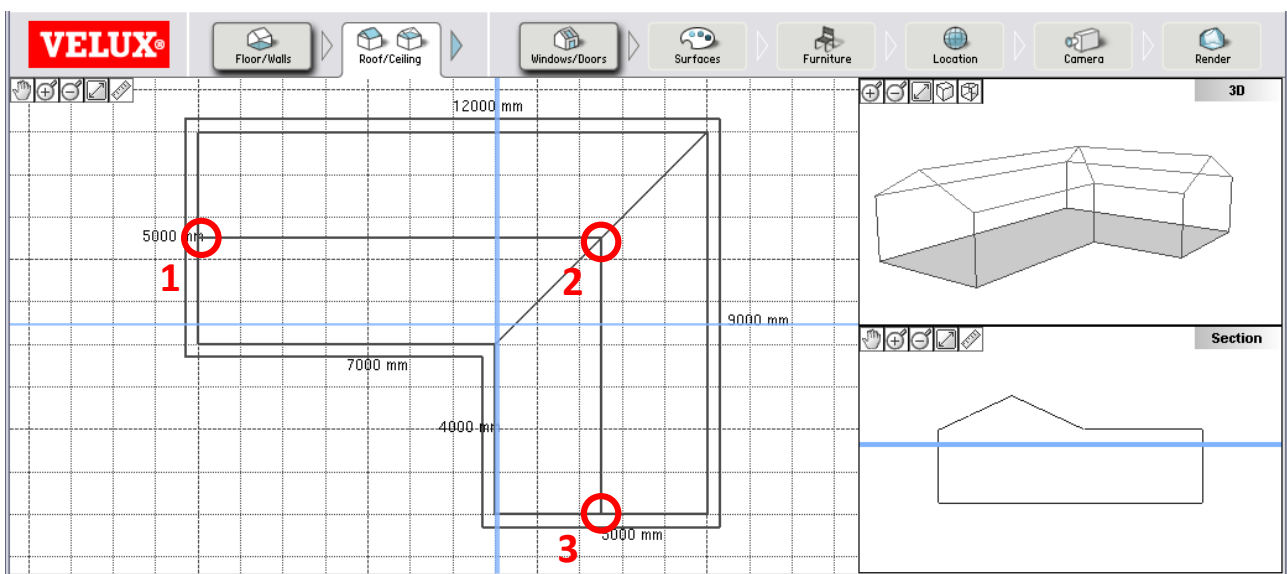 VELUX®
Floor/Walls
Roof/Ceiling
Windows/Doors
Surfaces
Furniture
Location
Camera
Render
3D
12000 mm
5000 mm
1
2
9000 mm
7000 mm
Section
4000 mm
3
5000 mm